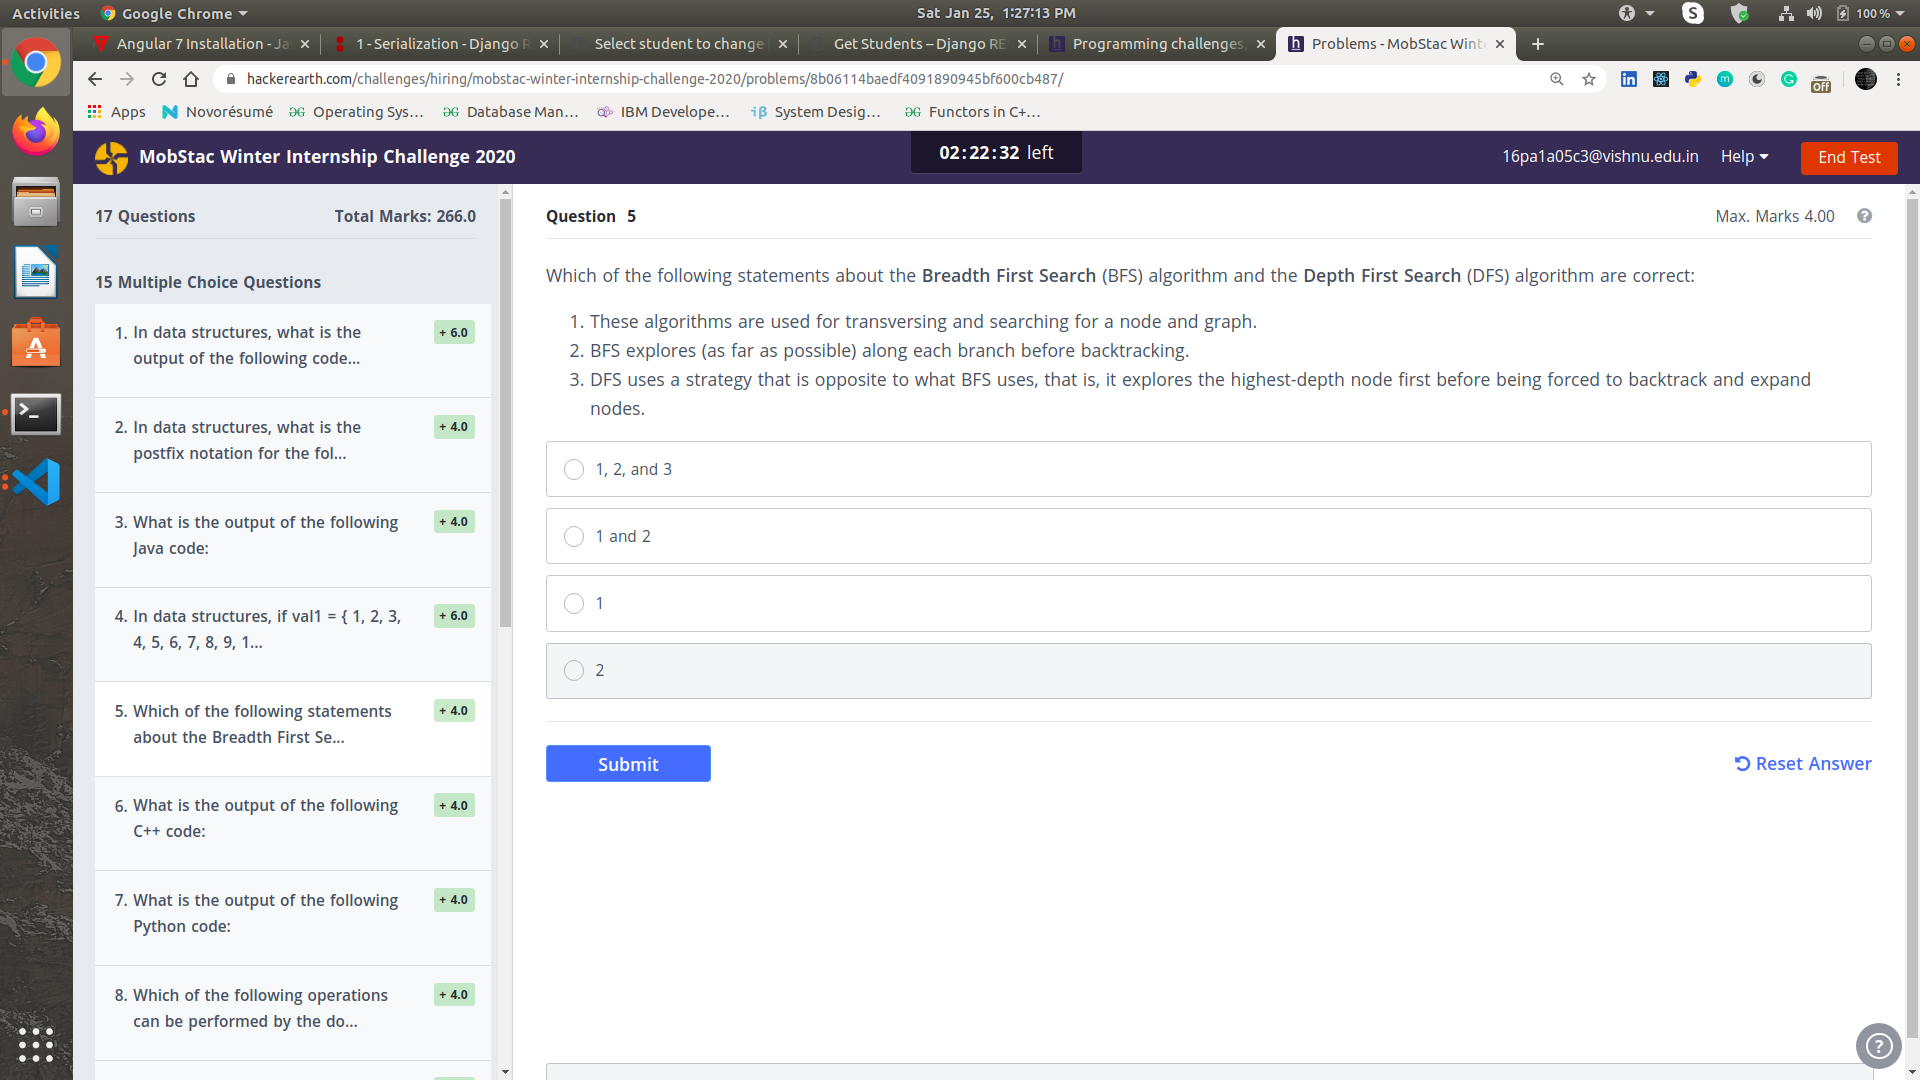 Activities
Google Chrome
Sat Jan 25, 1:27:13 PM
100 %
Angular 7 Installation - Ja
1 - Serialization - Django R
Select student to change
Get Students – Django RE
Programming challenges,
Problems - MobStac Wint
hackerearth.com/challenges/hiring/mobstac-winter-internship-challenge-2020/problems/8b06114baedf4091890945bf600cb487/
Off
Apps
Novorésumé
Operating Sys...
Database Man...
IBM Develope...
System Desig...
Functors in C+...
MobStac Winter Internship Challenge 2020
02:22:32 left
16pa1a05c3@vishnu.edu.in
Help
End Test
17 Questions
Total Marks: 266.0
15 Multiple Choice Questions
1. In data structures, what is the
output of the following code...
+ 6.0
2. In data structures, what is the
postfix notation for the fol...
+ 4.0
3. What is the output of the following
Java code:
+ 4.0
4. In data structures, if val1 = { 1, 2, 3,
4, 5, 6, 7, 8, 9, 1...
+ 6.0
5. Which of the following statements
about the Breadth First Se...
+ 4.0
6. What is the output of the following
C++ code:
+ 4.0
7. What is the output of the following
Python code:
+ 4.0
8. Which of the following operations
can be performed by the do...
+ 4.0
Question 5
Max. Marks 4.00
Which of the following statements about the Breadth First Search (BFS) algorithm and the Depth First Search (DFS) algorithm are correct:
1. These algorithms are used for transversing and searching for a node and graph.
2. BFS explores (as far as possible) along each branch before backtracking.
3. DFS uses a strategy that is opposite to what BFS uses, that is, it explores the highest-depth node first before being forced to backtrack and expand
nodes.
1, 2, and 3
1 and 2
1
2
Submit
Reset Answer